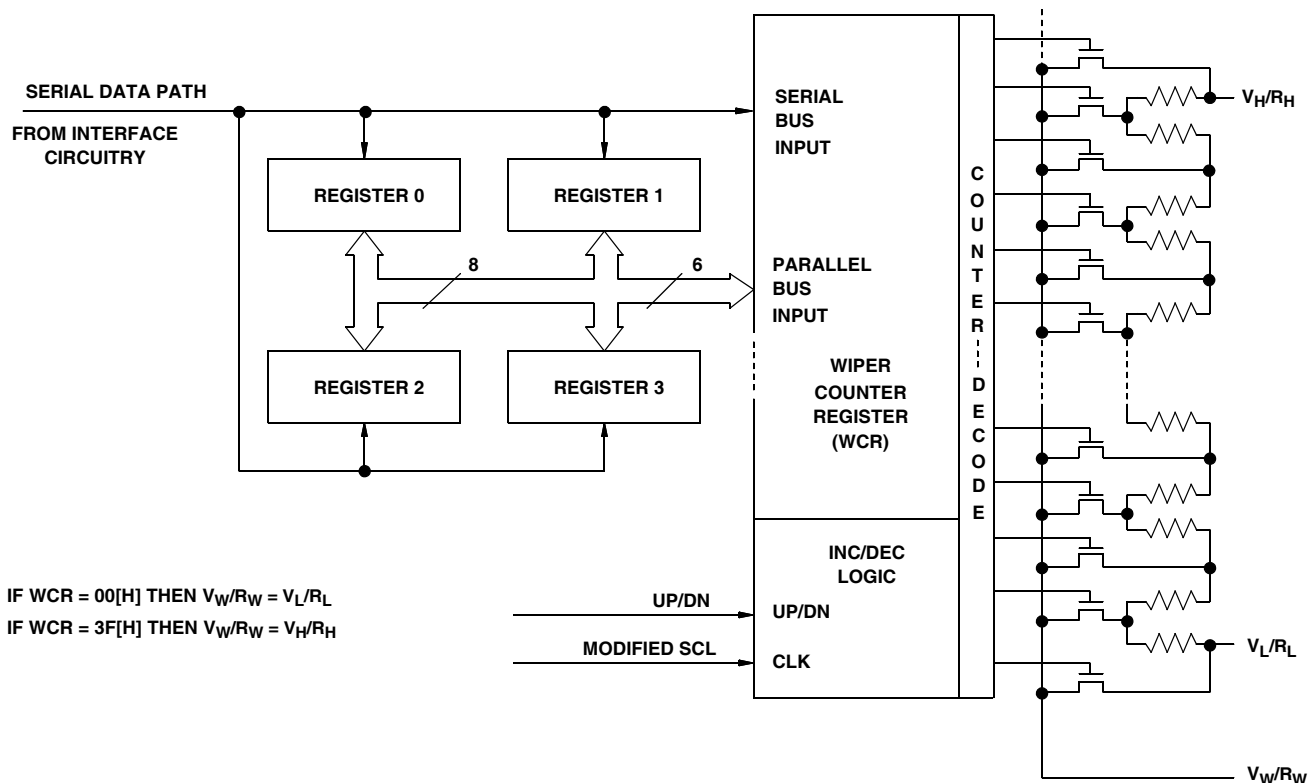 SERIAL DATA PATH
FROM INTERFACE
CIRCUITRY
REGISTER 0
REGISTER 1
8
6
REGISTER 2
REGISTER 3
SERIAL
BUS
INPUT
PARALLEL
BUS
INPUT
WIPER
COUNTER
REGISTER
(WCR)
INC/DEC
LOGIC
UP/DN
UP/DN
MODIFIED SCL
CLK
COUNTER
DECODE
VH/RH
VL/RL
VW/RW
IF WCR = 00[H] THEN VW/RW = VL/RL
IF WCR = 3F[H] THEN VW/RW = VH/RH